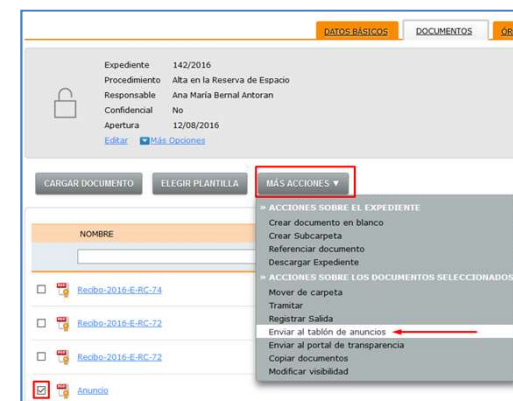 DATOS BÁSICOS DOCUMENTOS
Expediente 142/2016
Procedimiento Alta en la Reserva de Espacio
Responsable Ana María Bernal Antoran
Confidencial No
Apertura 12/08/2016
Editar Más Opciones
CARGAR DOCUMENTO ELEGIR PLANTILLA MÁS ACCIONES ▼
» ACCIONES SOBRE EL EXPEDIENTE
Crear documento en blanco
Crear Subcarpeta
Referenciar documento
Descargar Expediente
» ACCIONES SOBRE LOS DOCUMENTOS SELECCIONADOS
Mover de carpeta
Tramitar
Registrar Salida
Enviar al tablón de anuncios
Enviar al portal de transparencia
Copiar documentos
Modificar visibilidad
NOMBRE
Recibo-2016-E-RC-74
Recibo-2016-E-RC-72
Recibo-2016-E-RC-72
Anuncio